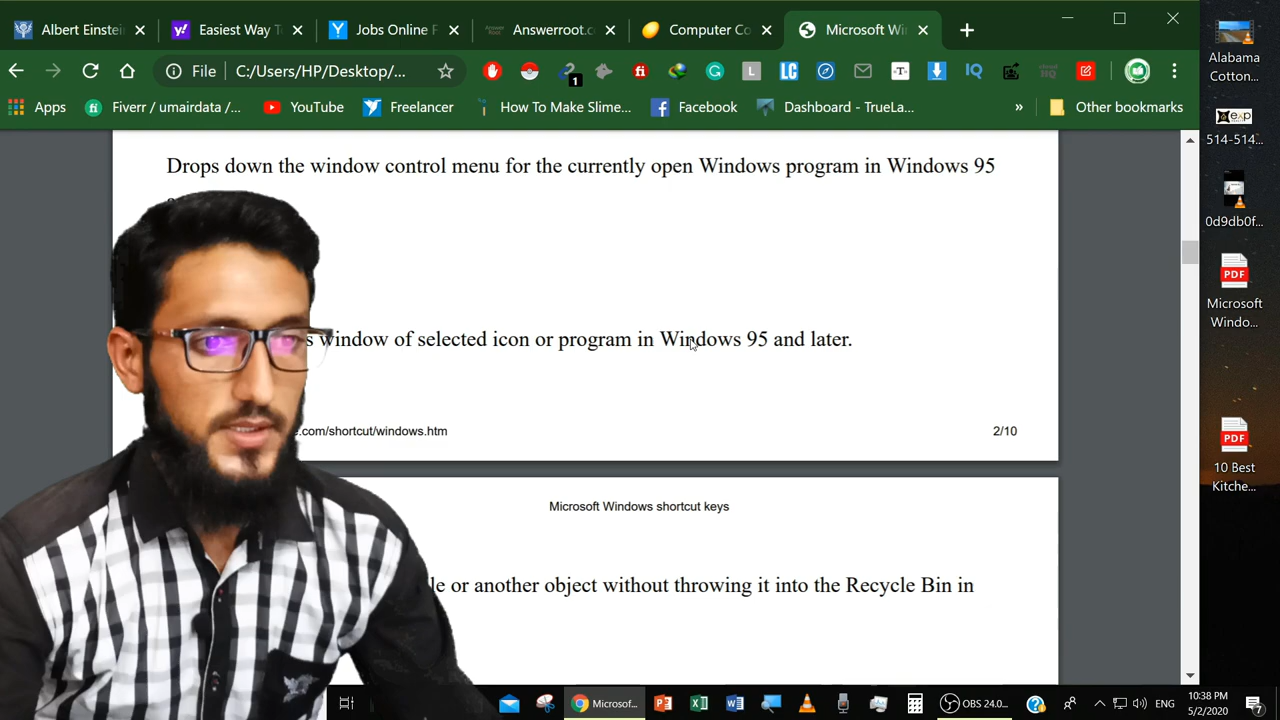 Albert Einstei
Easiest Way T
Jobs Online F
Answerroot.c
Computer Co
Microsoft Wi
File
C:/Users/HP/Desktop/...
1
L
LC
T
IQ
Apps
Fiverr / umairdata /...
YouTube
Freelancer
How To Make Slime...
Facebook
Dashboard - TrueLa...
»
Other bookmarks
Drops down the window control menu for the currently open Windows program in Windows 95
s window of selected icon or program in Windows 95 and later.
e.com/shortcut/windows.htm
2/10
Microsoft Windows shortcut keys
le or another object without throwing it into the Recycle Bin in
Alabama
Cotton...
exp
514-514...
0d9db0f...
PDF
Microsoft
Windo...
PDF
10 Best
Kitche...
Microsof...
OBS 24.0...
ENG
10:38 PM
5/2/2020
7